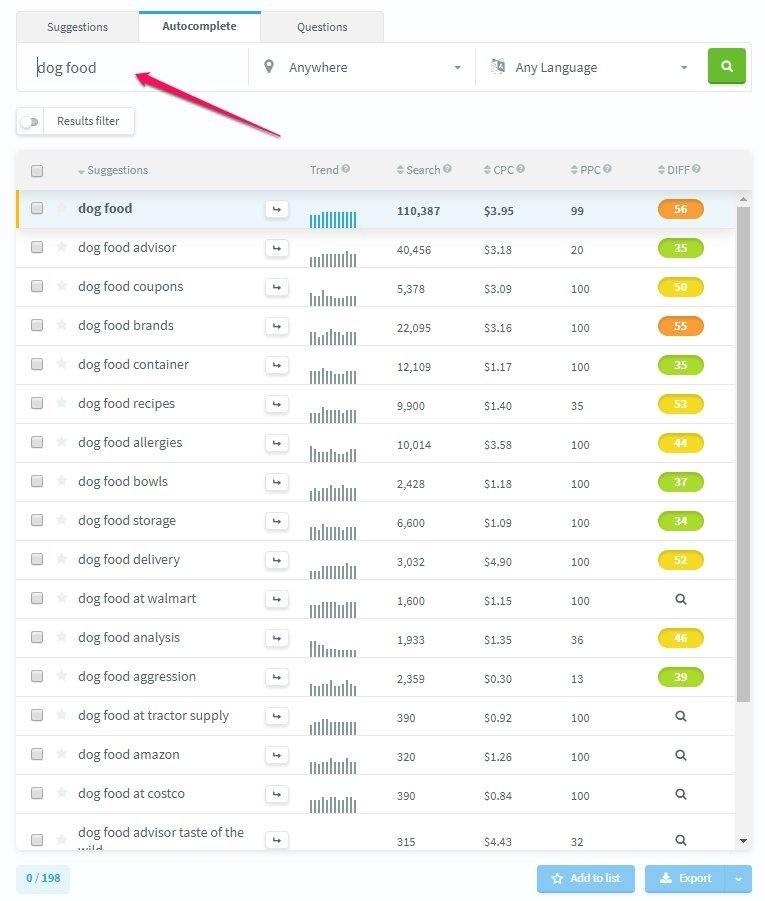 Suggestions Autocomplete Questions
dog food Anywhere Any Language
Results filter
Suggestions Trend ? Search ? CPC ? PPC ? DIFF ?
dog food 110,387 $3.95 99 56
dog food advisor 40,456 $3.18 20 35
dog food coupons 5,378 $3.09 100 50
dog food brands 22,095 $3.16 100 55
dog food container 12,109 $1.17 100 35
dog food recipes 9,900 $1.40 35 53
dog food allergies 10,014 $3.58 100 44
dog food bowls 2,428 $1.18 100 37
dog food storage 6,600 $1.09 100 34
dog food delivery 3,032 $4.90 100 52
dog food at walmart 1,600 $1.15 100
dog food analysis 1,933 $1.35 36 46
dog food aggression 2,359 $0.30 13 39
dog food at tractor supply 390 $0.92 100
dog food amazon 320 $1.26 100
dog food at costco 390 $0.84 100
dog food advisor taste of the 315 $4.43 32
wild
0 / 198 Add to list Export